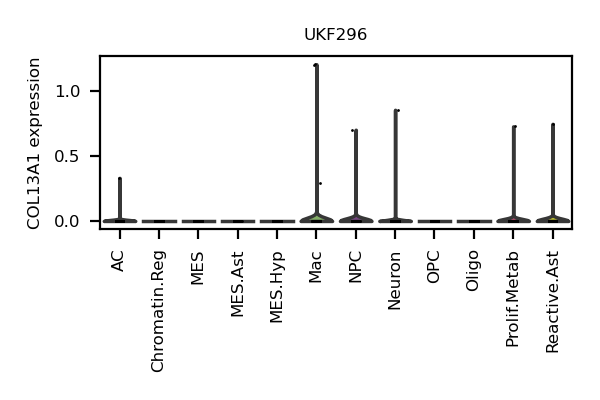 UKF296
COL13A1 expression
1.0
0.5
0.0
AC
Chromatin.Reg
MES
MES.Ast
MES.Hyp
Mac
NPC
Neuron
OPC
Oligo
Prolif.Metab
Reactive.Ast